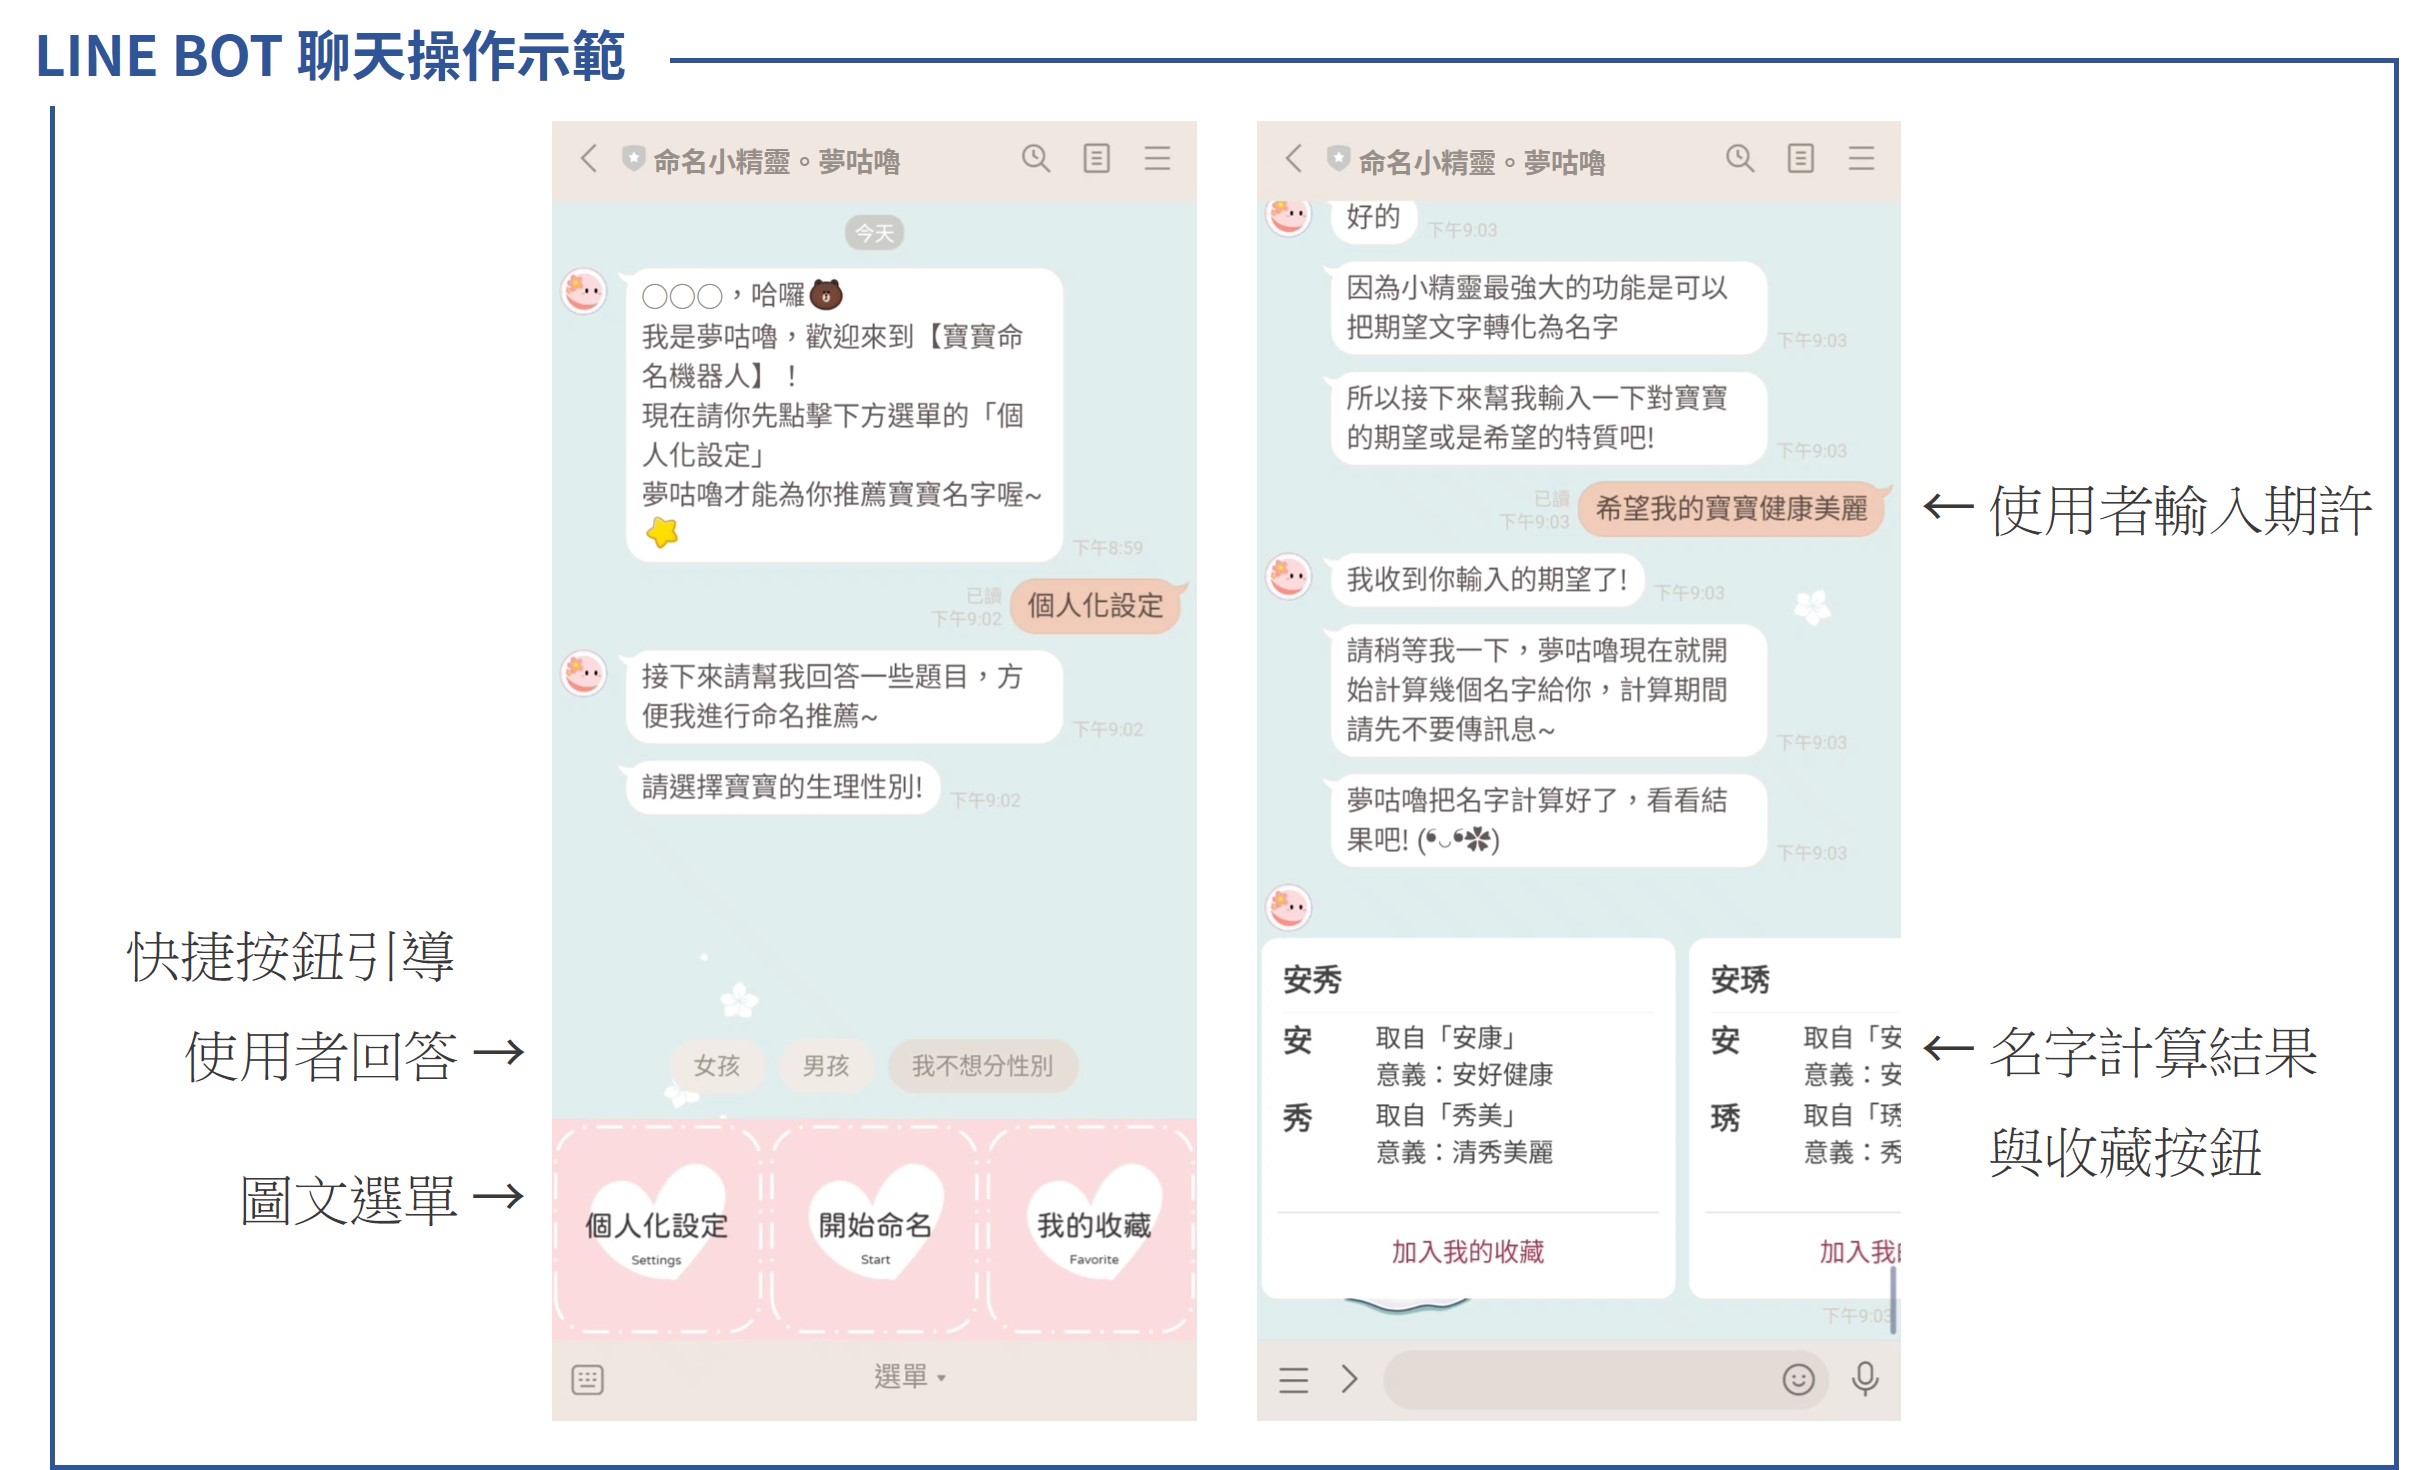 LINE BOT 聊天操作示範
命名小精靈。夢咕嚕
今天
〇〇〇，哈囉
我是夢咕嚕，歡迎來到【寶寶命
名機器人】！
現在請你先點擊下方選單的「個
人化設定」
夢咕嚕才能為你推薦寶寶名字喔~
下午8:59
個人化設定
已讀
下午9:02
接下來請幫我回答一些題目，方
便我進行命名推薦~
下午9:02
請選擇寶寶的生理性別!
下午9:02
快捷按鈕引導
使用者回答→
女孩
男孩
我不想分性別
圖文選單→
個人化設定
Settings
開始命名
Start
我的收藏
Favorite
選單
命名小精靈。夢咕嚕
好的
下午9:03
因為小精靈最強大的功能是可以
把期望文字轉化為名字
下午9:03
所以接下來幫我輸入一下對寶寶
的期望或是希望的特質吧!
下午9:03
希望我的寶寶健康美麗
已讀
下午9:03
←使用者輸入期許
我收到你輸入的期望了!
下午9:03
請稍等我一下，夢咕嚕現在就開
始計算幾個名字給你，計算期間
請先不要傳訊息~
下午9:03
夢咕嚕把名字計算好了，看看結
果吧! (❛◡❛✿)
下午9:03
安秀
安 取自「安康」
意義：安好健康
秀 取自「秀美」
意義：清秀美麗
加入我的收藏
安琇
安 取自「安
意義：安
琇 取自「琇
意義：秀
加入我
下午9:03
←名字計算結果
與收藏按鈕